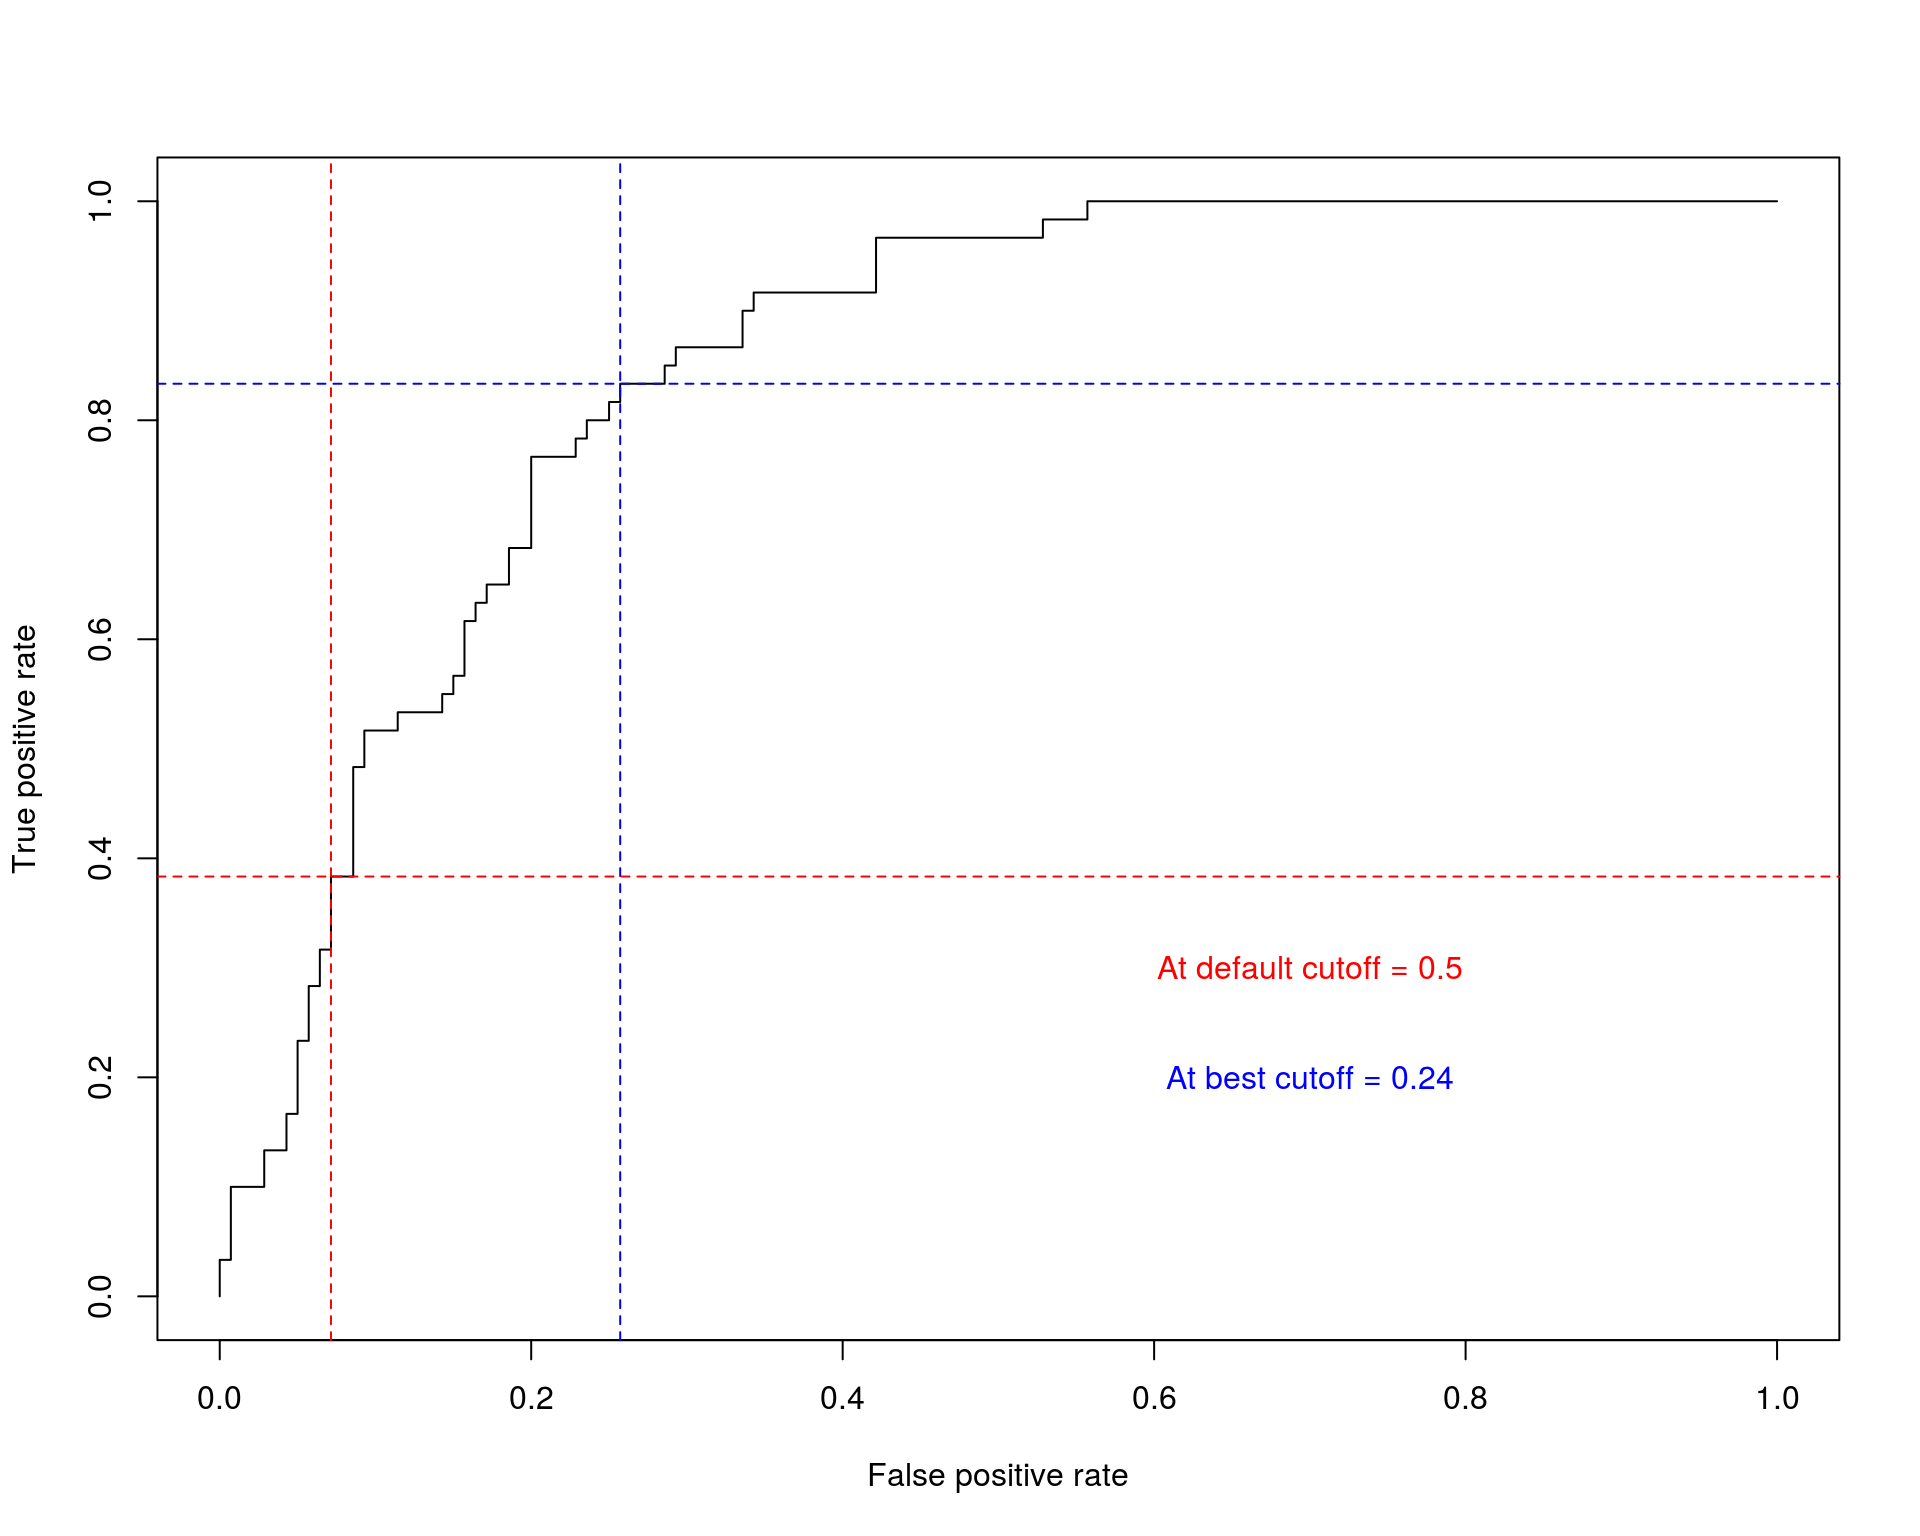 True positive rate
1.0
0.8
0.6
0.4
0.2
0.0
At default cutoff = 0.5
At best cutoff = 0.24
0.0 0.2 0.4 0.6 0.8 1.0
False positive rate